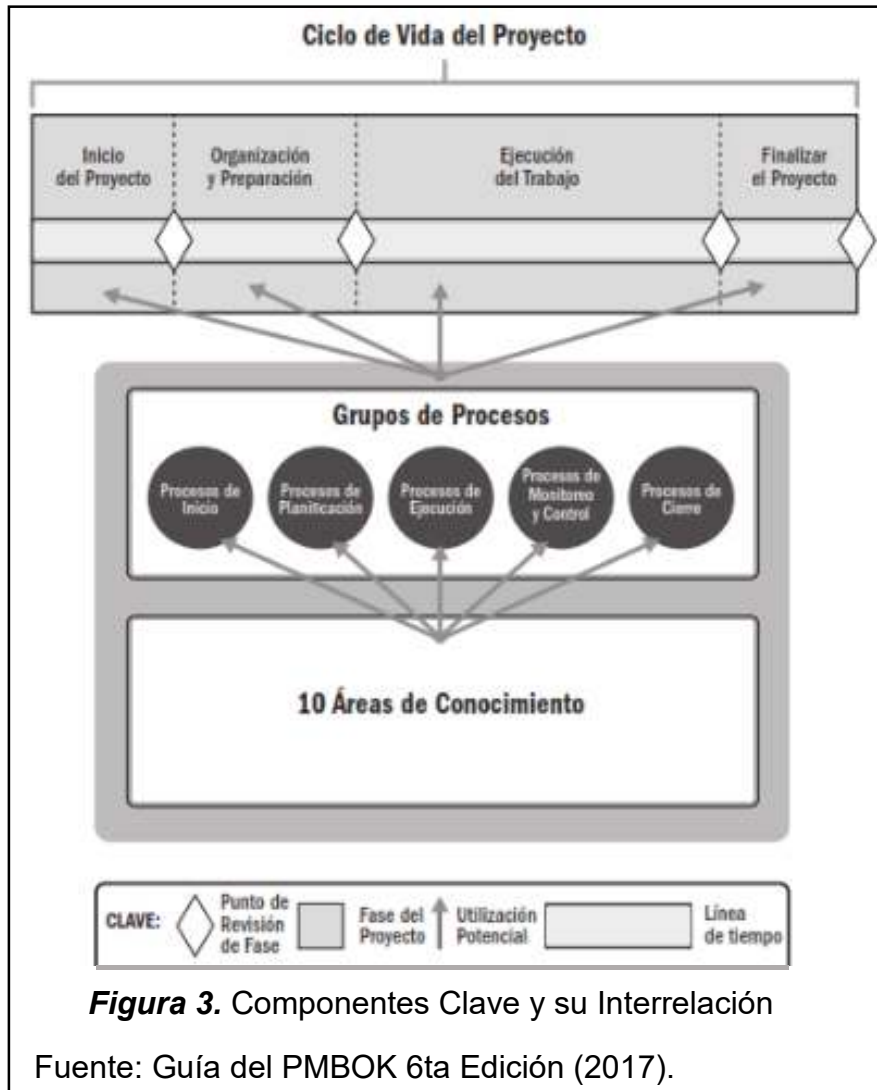 Ciclo de Vida del Proyecto
Inicio
del Proyecto
Organización
y Preparación
Ejecución
del Trabajo
Finalizar
el Proyecto
Grupos de Procesos
Procesos de
Inicio
Procesos de
Planificación
Procesos de
Ejecución
Procesos de
Monitoreo
y Control
Procesos de
Cierre
10 Áreas de Conocimiento
CLAVE:
Punto de
Revisión
de Fase
Fase del
Proyecto
Utilización
Potencial
Línea
de tiempo
Figura 3. Componentes Clave y su Interrelación
Fuente: Guía del PMBOK 6ta Edición (2017).